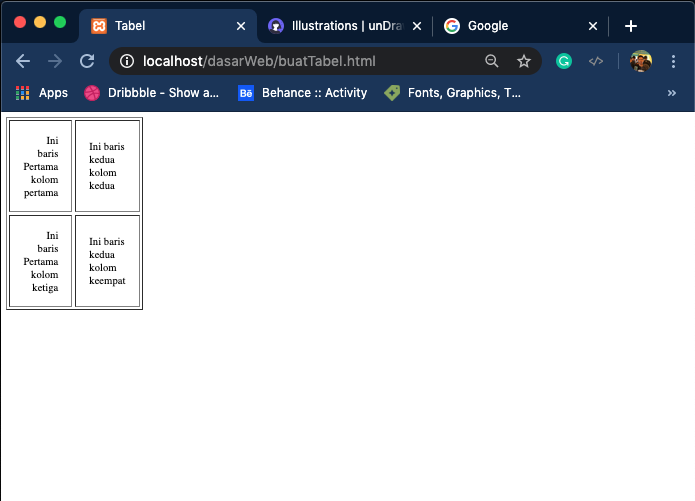 Tabel
Illustrations | unDra
Google
localhost/dasarWeb/buatTabel.html
Apps
Dribbble - Show a...
Bē
Behance :: Activity
Fonts, Graphics, T...
»
Ini
baris
Pertama
kolom
pertama
Ini baris
kedua
kolom
kedua
Ini
baris
Pertama
kolom
ketiga
Ini baris
kedua
kolom
keempat